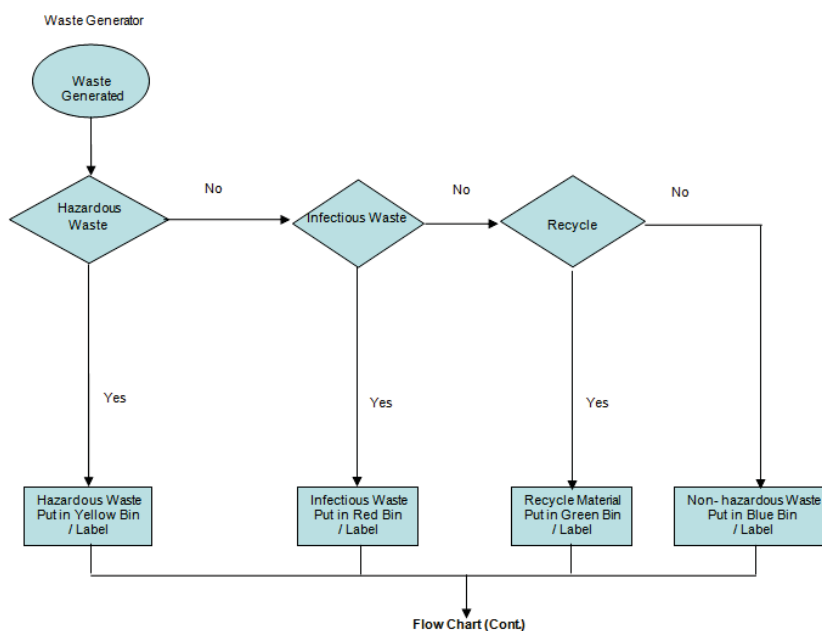 Waste Generator
Waste
Generated
No
No
No
Hazardous
Waste
Infectious Waste
Recycle
Yes
Yes
Yes
Hazardous Waste
Put in Yellow Bin
/ Label
Infectious Waste
Put in Red Bin
/ Label
Recycle Material
Put in Green Bin
/ Label
Non- hazardous Waste
Put in Blue Bin
/ Label
Flow Chart (Cont.)